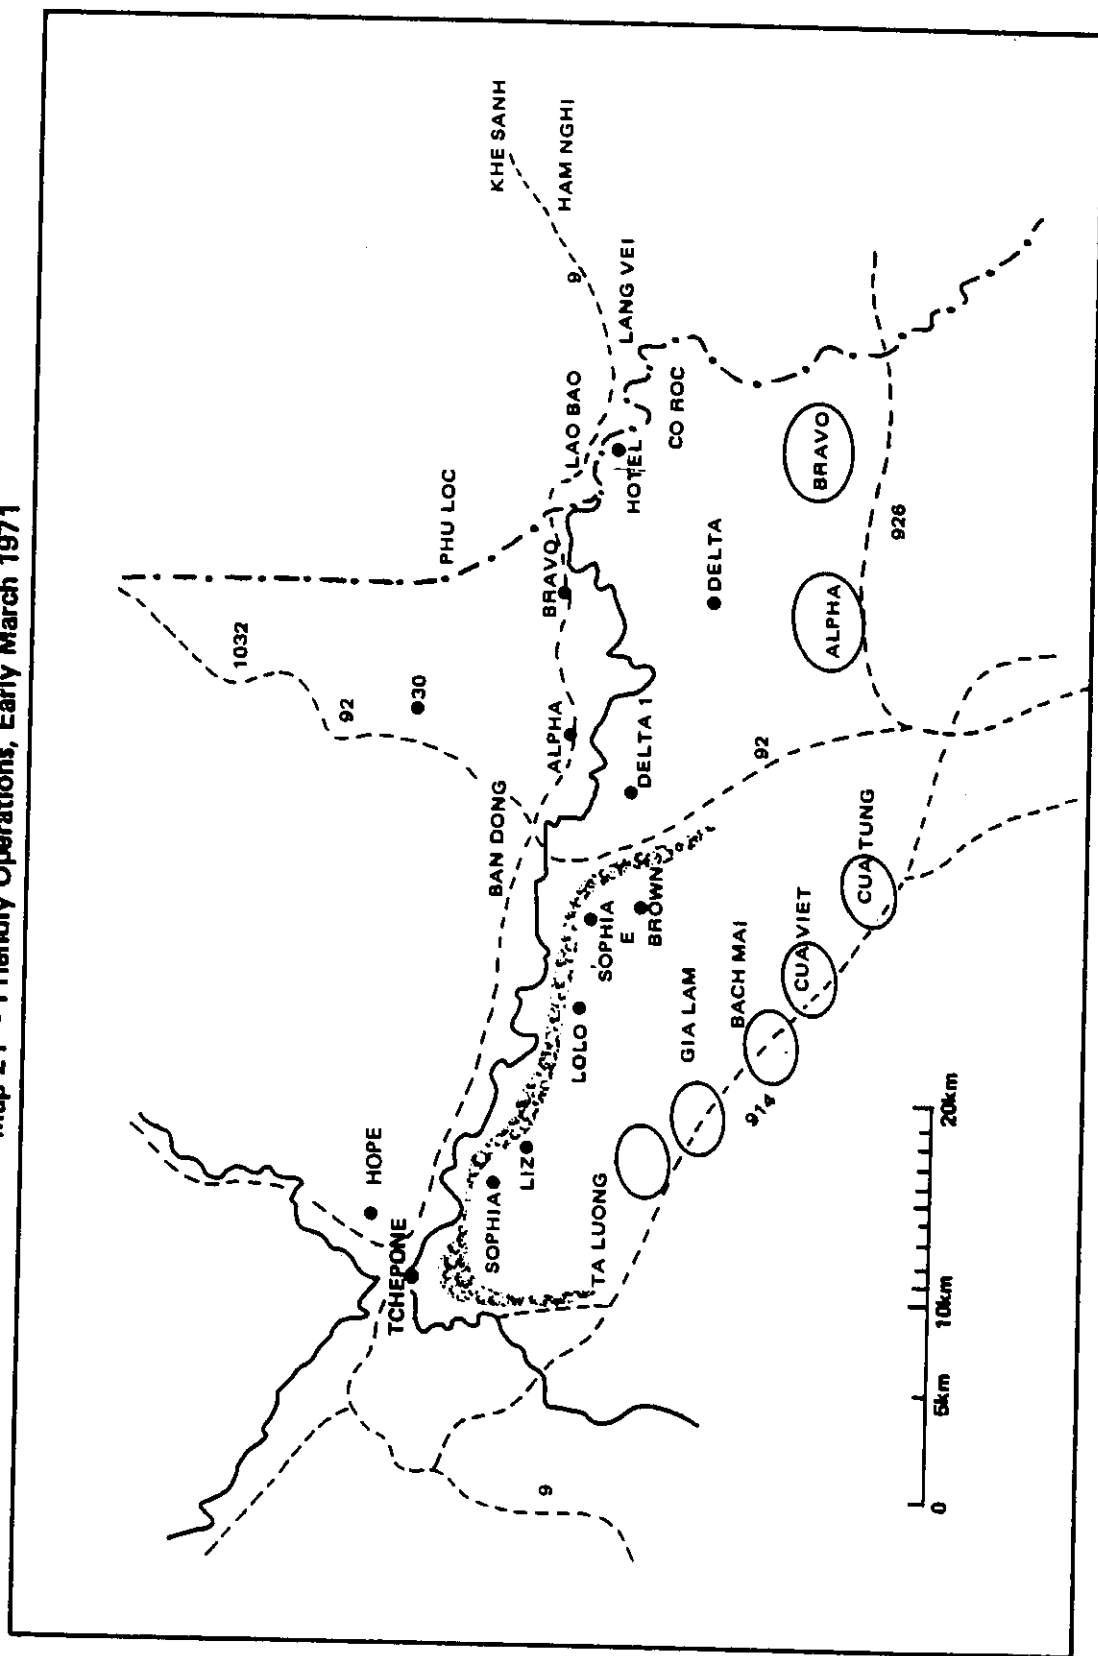 Map 21 - Friendly Operations, Early March 1971
KHE SANH
HAM NGHI
9
LANG VEI
LAO BAO
CO ROC
HOTEL
PHU LOC
BRAVO
1032
92
30
ALPHA
DELTA
DELTA 1
BRAVO
ALPHA
926
92
BAN DONG
SOPHIA
E
BROWN
LOLO
LIZ
SOPHIA
HOPE
TCHEPONE
TA LUONG
GIA LAM
BACH MAI
CUA VIET
CUA TUNG
914
9
0
5km
10km
20km